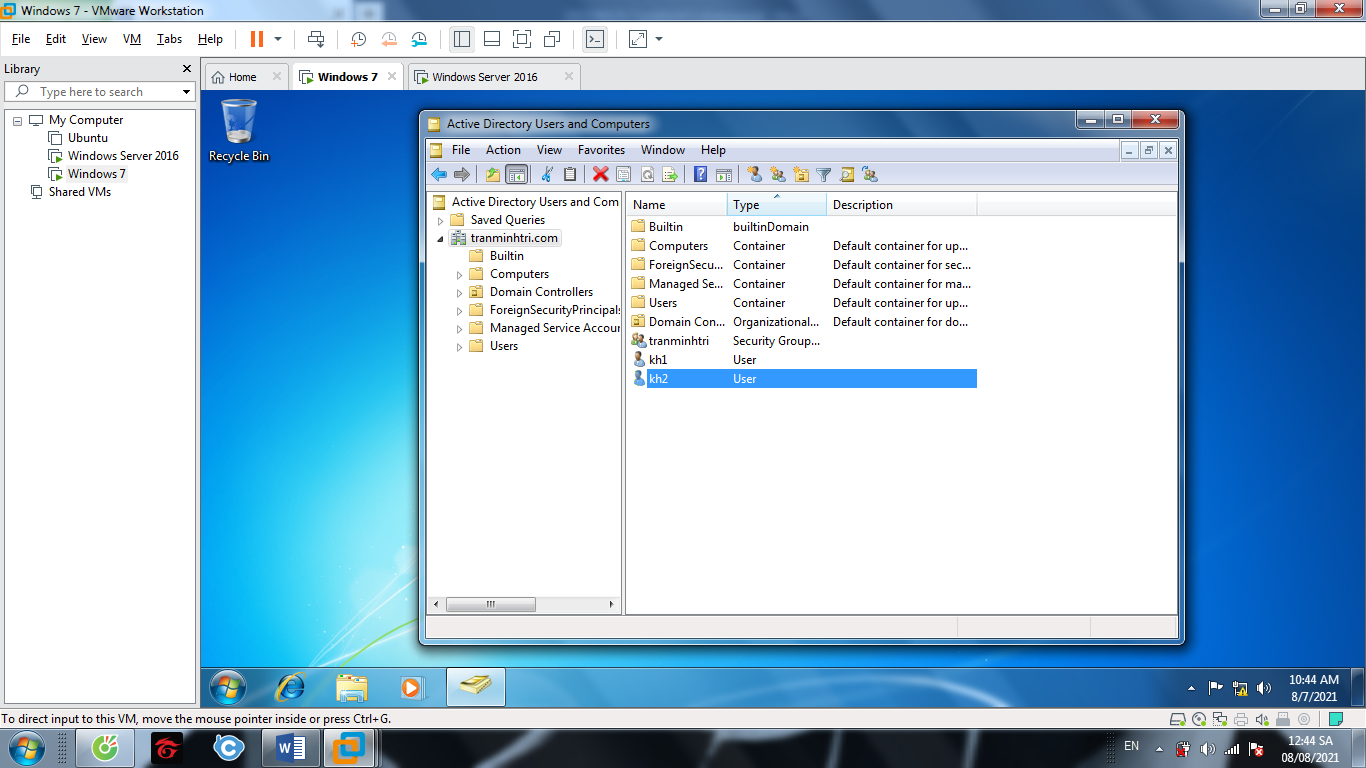 Windows 7 - VMware Workstation
File Edit View VM Tabs Help
Library
Type here to search
My Computer
Ubuntu
Windows Server 2016
Windows 7
Shared VMs
Home
Windows 7
Windows Server 2016
Recycle Bin
Active Directory Users and Computers
File Action View Favorites Window Help
Active Directory Users and Com
Saved Queries
tranminhtri.com
Builtin
Computers
Domain Controllers
ForeignSecurityPrincipals
Managed Service Accour
Users
Name Type Description
Builtin builtinDomain
Computers Container Default container for up...
ForeignSecu... Container Default container for sec...
Managed Se... Container Default container for ma...
Users Container Default container for up...
Domain Con... Organizational... Default container for do...
tranminhtri Security Group...
kh1 User
kh2 User
10:44 AM
8/7/2021
To direct input to this VM, move the mouse pointer inside or press Ctrl+G.
EN
12:44 SA
08/08/2021